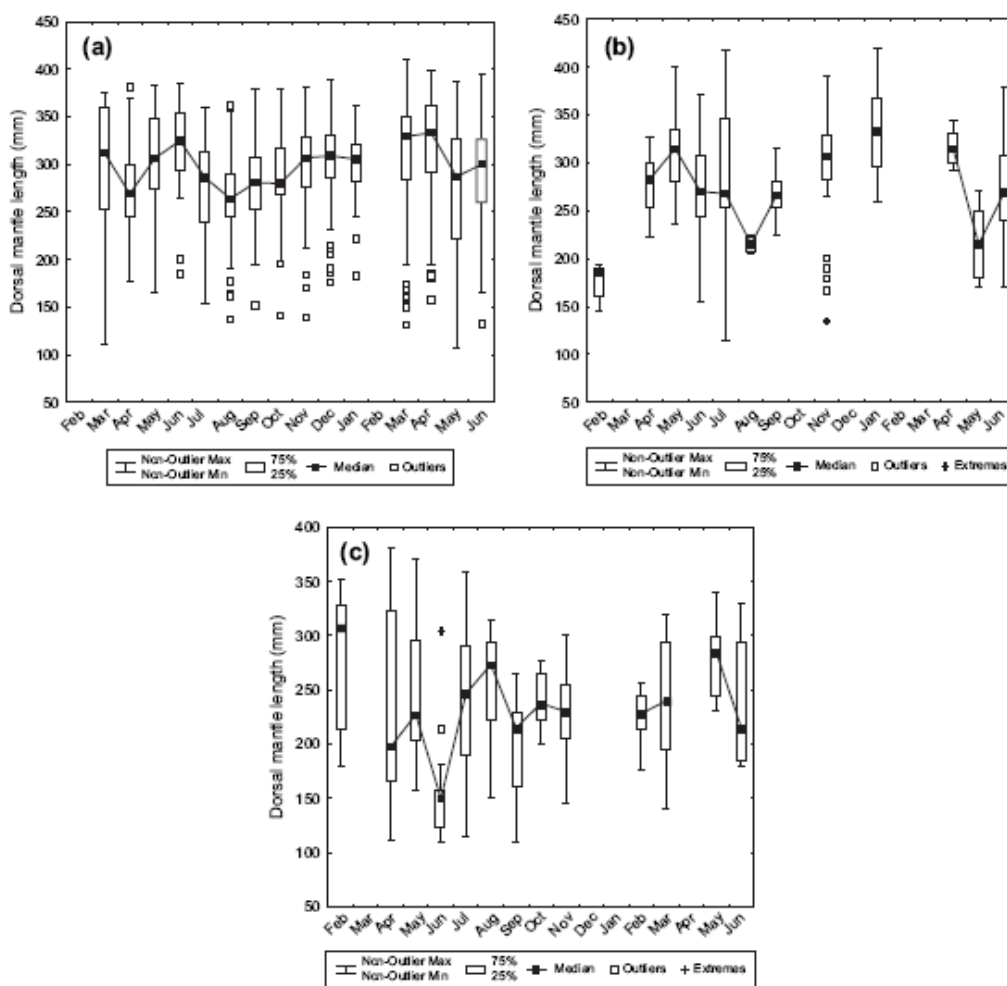 (a)
Dorsal mantle length (mm)
450
400
350
300
250
200
150
100
50
Feb Mar Apr May Jun Jul Aug Sep Oct Nov Dec Jan Feb Mar Apr May Jun
Non-Outlier Max
Non-Outlier Min
75%
25%
Median
Outliers
(b)
Dorsal mantle length (mm)
450
400
350
300
250
200
150
100
50
Feb Mar Apr May Jun Jul Aug Sep Oct Nov Dec Jan Feb Mar Apr May Jun
Non-Outlier Max
Non-Outlier Min
75%
25%
Median
Outliers
Extremes
(c)
Dorsal mantle length (mm)
400
350
300
250
200
150
100
50
Feb Mar Apr May Jun Jul Aug Sep Oct Nov Dec Jan Feb Mar Apr May Jun
Non-Outlier Max
Non-Outlier Min
75%
25%
Median
Outliers
Extremes